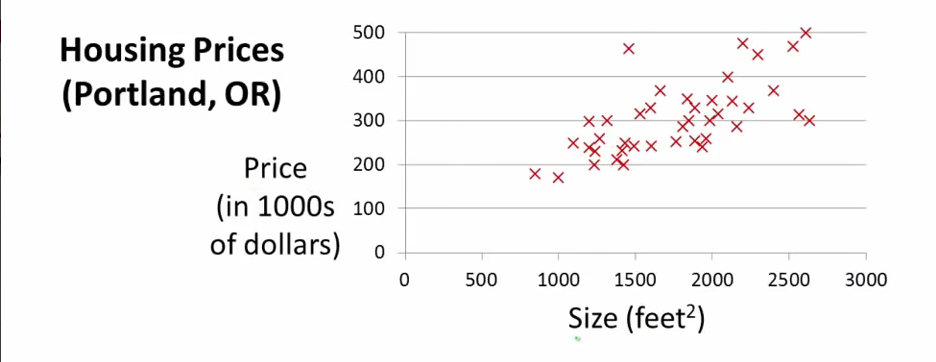 Housing Prices
(Portland, OR)
Price
(in 1000s
of dollars)
500
400
300
200
100
0
0 500 1000 1500 2000 2500 3000
Size (feet²)